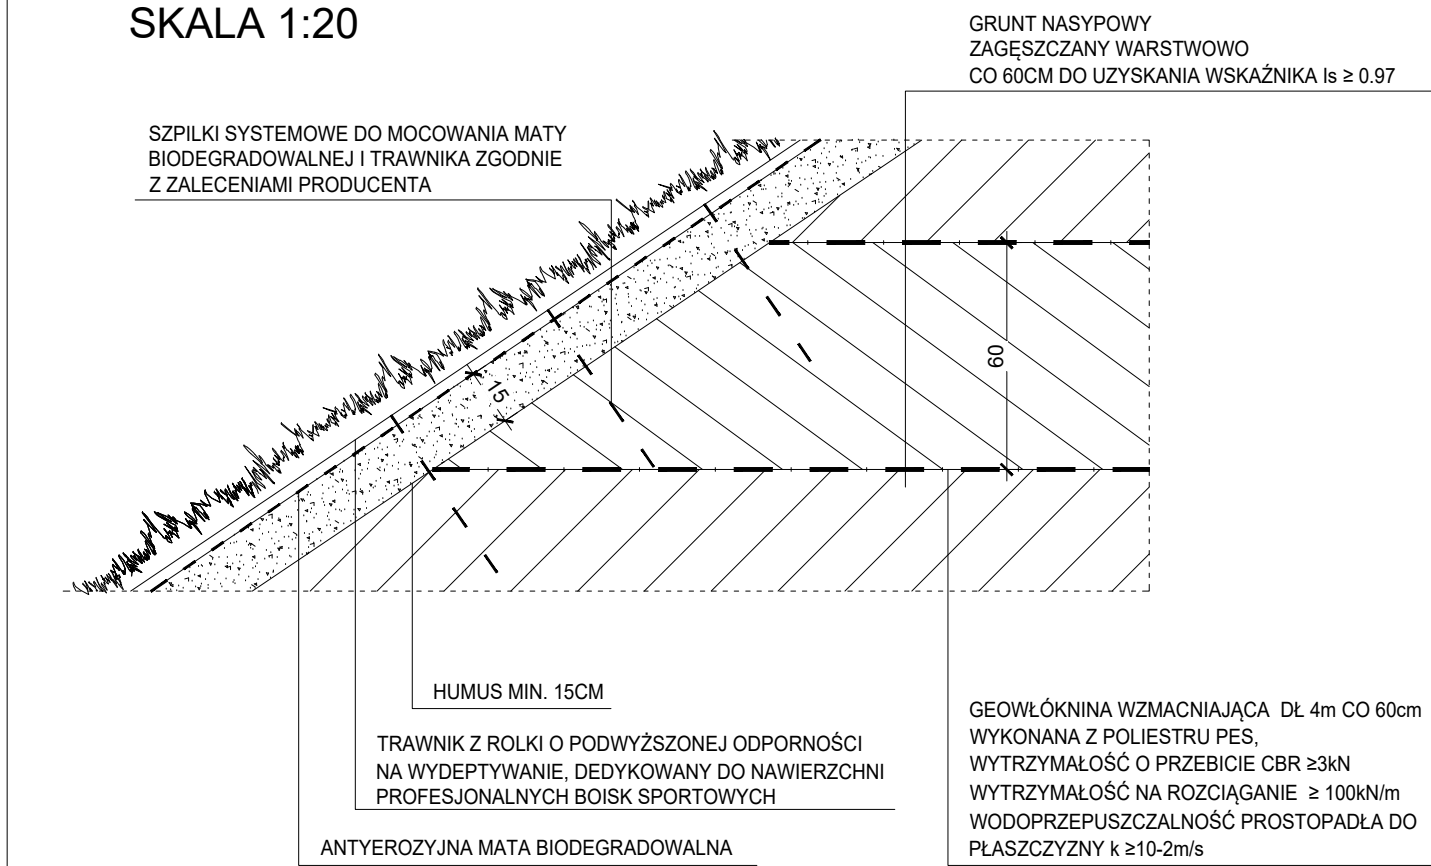 SKALA 1:20
GRUNT NASYPOWY
ZAGĘSZCZANY WARSTWOWO
CO 60CM DO UZYSKANIA WSKAŹNIKA Is ≥ 0.97
SZPILKI SYSTEMOWE DO MOCOWANIA MATY
BIODEGRADOWALNEJ I TRAWNIKA ZGODNIE
Z ZALECENIAMI PRODUCENTA
60
15
HUMUS MIN. 15CM
TRAWNIK Z ROLKI O PODWYŻSZONEJ ODPORNOŚCI
NA WYDEPTYWANIE, DEDYKOWANY DO NAWIERZCHNI
PROFESJONALNYCH BOISK SPORTOWYCH
ANTYEROZYJNA MATA BIODEGRADOWALNA
GEOWŁÓKNINA WZMACNIAJĄCA DŁ 4m CO 60cm
WYKONANA Z POLIESTRU PES,
WYTRZYMAŁOŚĆ O PRZEBICIE CBR ≥3kN
WYTRZYMAŁOŚĆ NA ROZCIĄGANIE ≥ 100kN/m
WODOPRZEPUSZCZALNOŚĆ PROSTOPADŁA DO
PŁASZCZYZNY k ≥10-2m/s